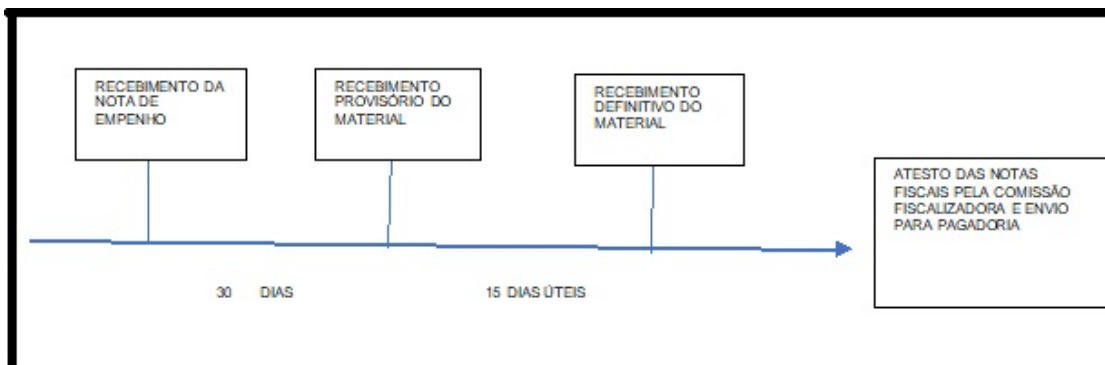 RECEBIMENTO DA
NOTA DE
EMPENHO
RECEBIMENTO
PROVISÓRIO DO
MATERIAL
RECEBIMENTO
DEFINITIVO DO
MATERIAL
ATESTO DAS NOTAS
FISCAIS PELA COMISSÃO
FISCALIZADORA E ENVIO
PARA PAGADORIA
30 DIAS
15 DIAS ÚTEIS